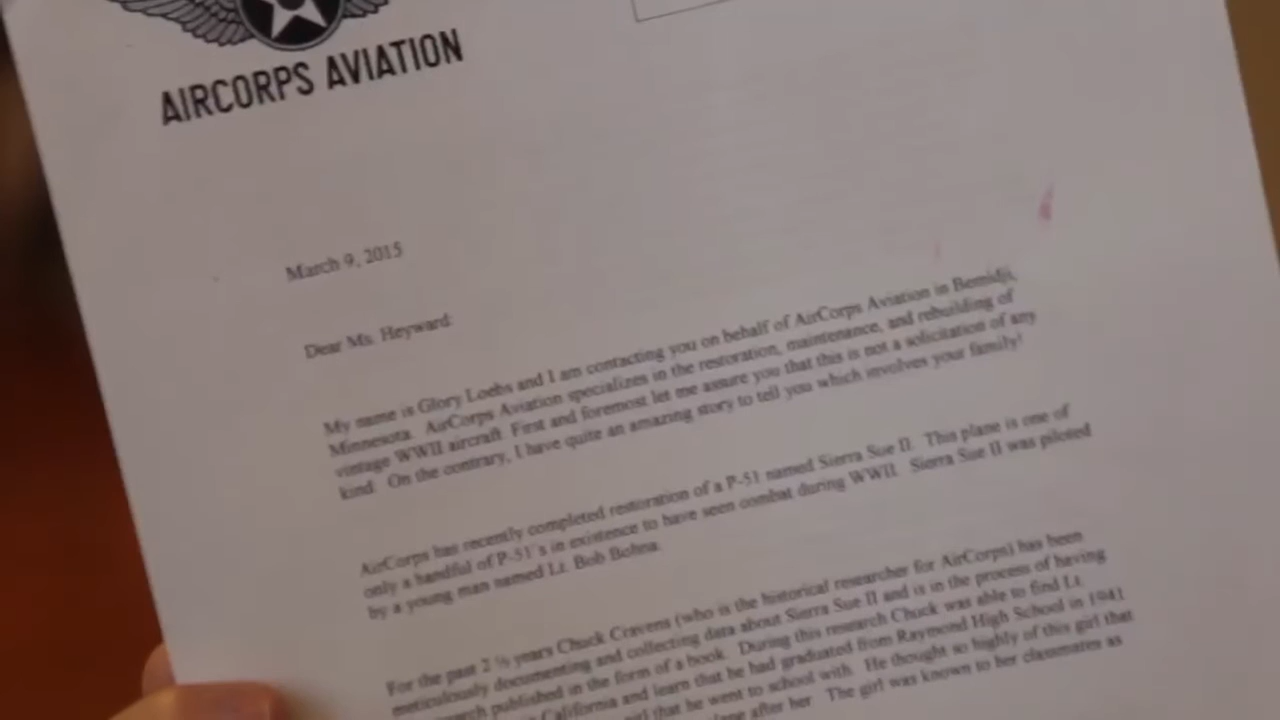 AIRCORPS AVIATION
March 9, 2015
Dear Ms. Heyward:
My name is Glory Loebs and I am contacting you on behalf of AirCorps Aviation in Bemidji,
Minnesota. AirCorps Aviation specializes in the restoration, maintenance, and rebuilding of
vintage WWII aircraft. First and foremost let me assure you that this is not a solicitation of any
kind. On the contrary, I have quite an amazing story to tell you which involves your family!
AirCorps has recently completed restoration of a P-51 named Sierra Sue II. This plane is one of
only a handful of P-51's in existence to have seen combat during WWII. Sierra Sue II was piloted
by a young man named Lt. Bob Bohna.
For the past 2 ½ years Chuck Cravens (who is the historical researcher for AirCorps) has been
meticulously documenting and collecting data about Sierra Sue II and is in the process of having
published in the form of a book. During this research Chuck was able to find Lt.
California and learn that he had graduated from Raymond High School in 1941
that he went to school with. He thought so highly of this girl that
after her. The girl was known to her classmates as